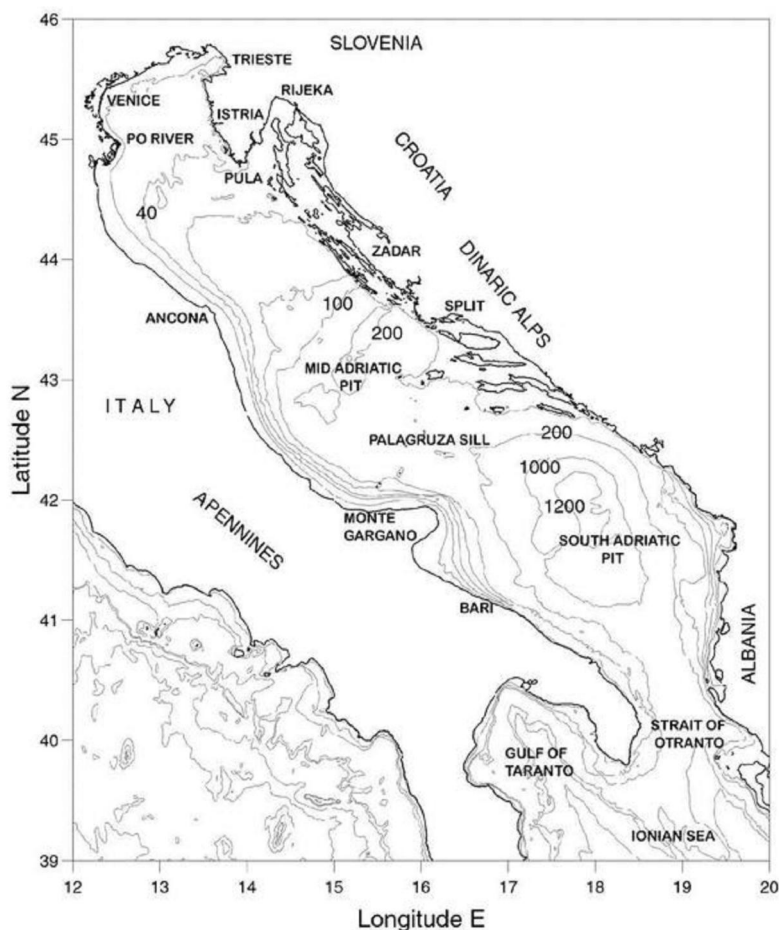 46
45
44
43
42
41
40
39
Latitude N
SLOVENIA
TRIESTE
RIJEKA
VENICE
ISTRIA
PO RIVER
CROATIA
PULA
40
ZADAR
DINARIC ALPS
100
SPLIT
ANCONA
200
MID ADRIATIC
PIT
ITALY
PALAGRUZA SILL
200
1000
1200
APENNINES
MONTE
GARGANO
SOUTH ADRIATIC
PIT
BARI
ALBANIA
STRAIT OF
OTRANTO
GULF OF
TARANTO
IONIAN SEA
12
13
14
15
16
17
18
19
20
Longitude E